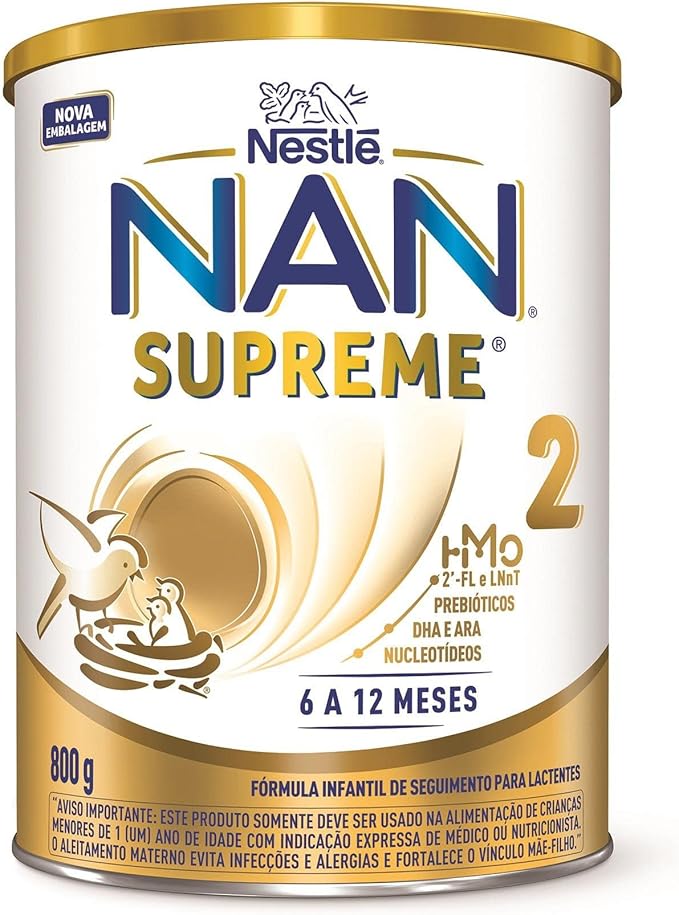 NOVA
EMBALAGEM
Nestlé®
NAN®
SUPREME®
2
HMO
2'-FL e LNnT
PREBIÓTICOS
DHA E ARA
NUCLEOTÍDEOS
6 A 12 MESES
800 g
FÓRMULA INFANTIL DE SEGUIMENTO PARA LACTENTES
"AVISO IMPORTANTE: ESTE PRODUTO SOMENTE DEVE SER USADO NA ALIMENTAÇÃO DE CRIANÇAS
MENORES DE 1 (UM) ANO DE IDADE COM INDICAÇÃO EXPRESSA DE MÉDICO OU NUTRICIONISTA.
O ALEITAMENTO MATERNO EVITA INFECÇÕES E ALERGIAS E FORTALECE O VÍNCULO MÃE-FILHO."